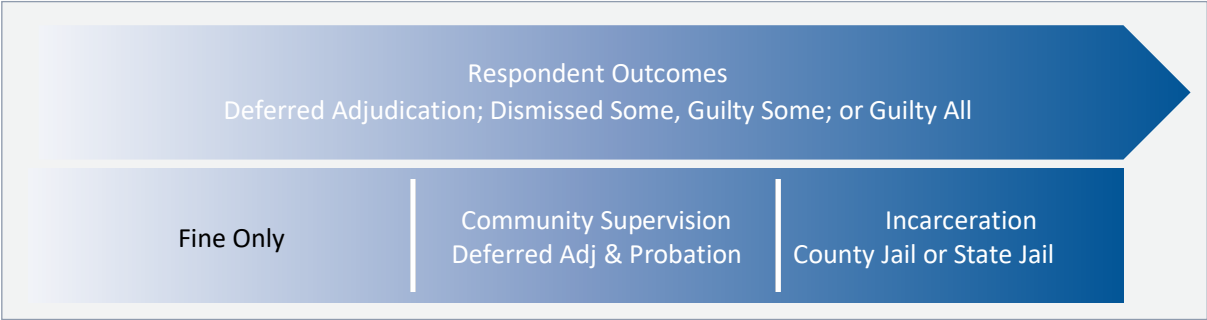 Respondent Outcomes
Deferred Adjudication; Dismissed Some, Guilty Some; or Guilty All
Fine Only
Community Supervision
Deferred Adj & Probation
Incarceration
County Jail or State Jail